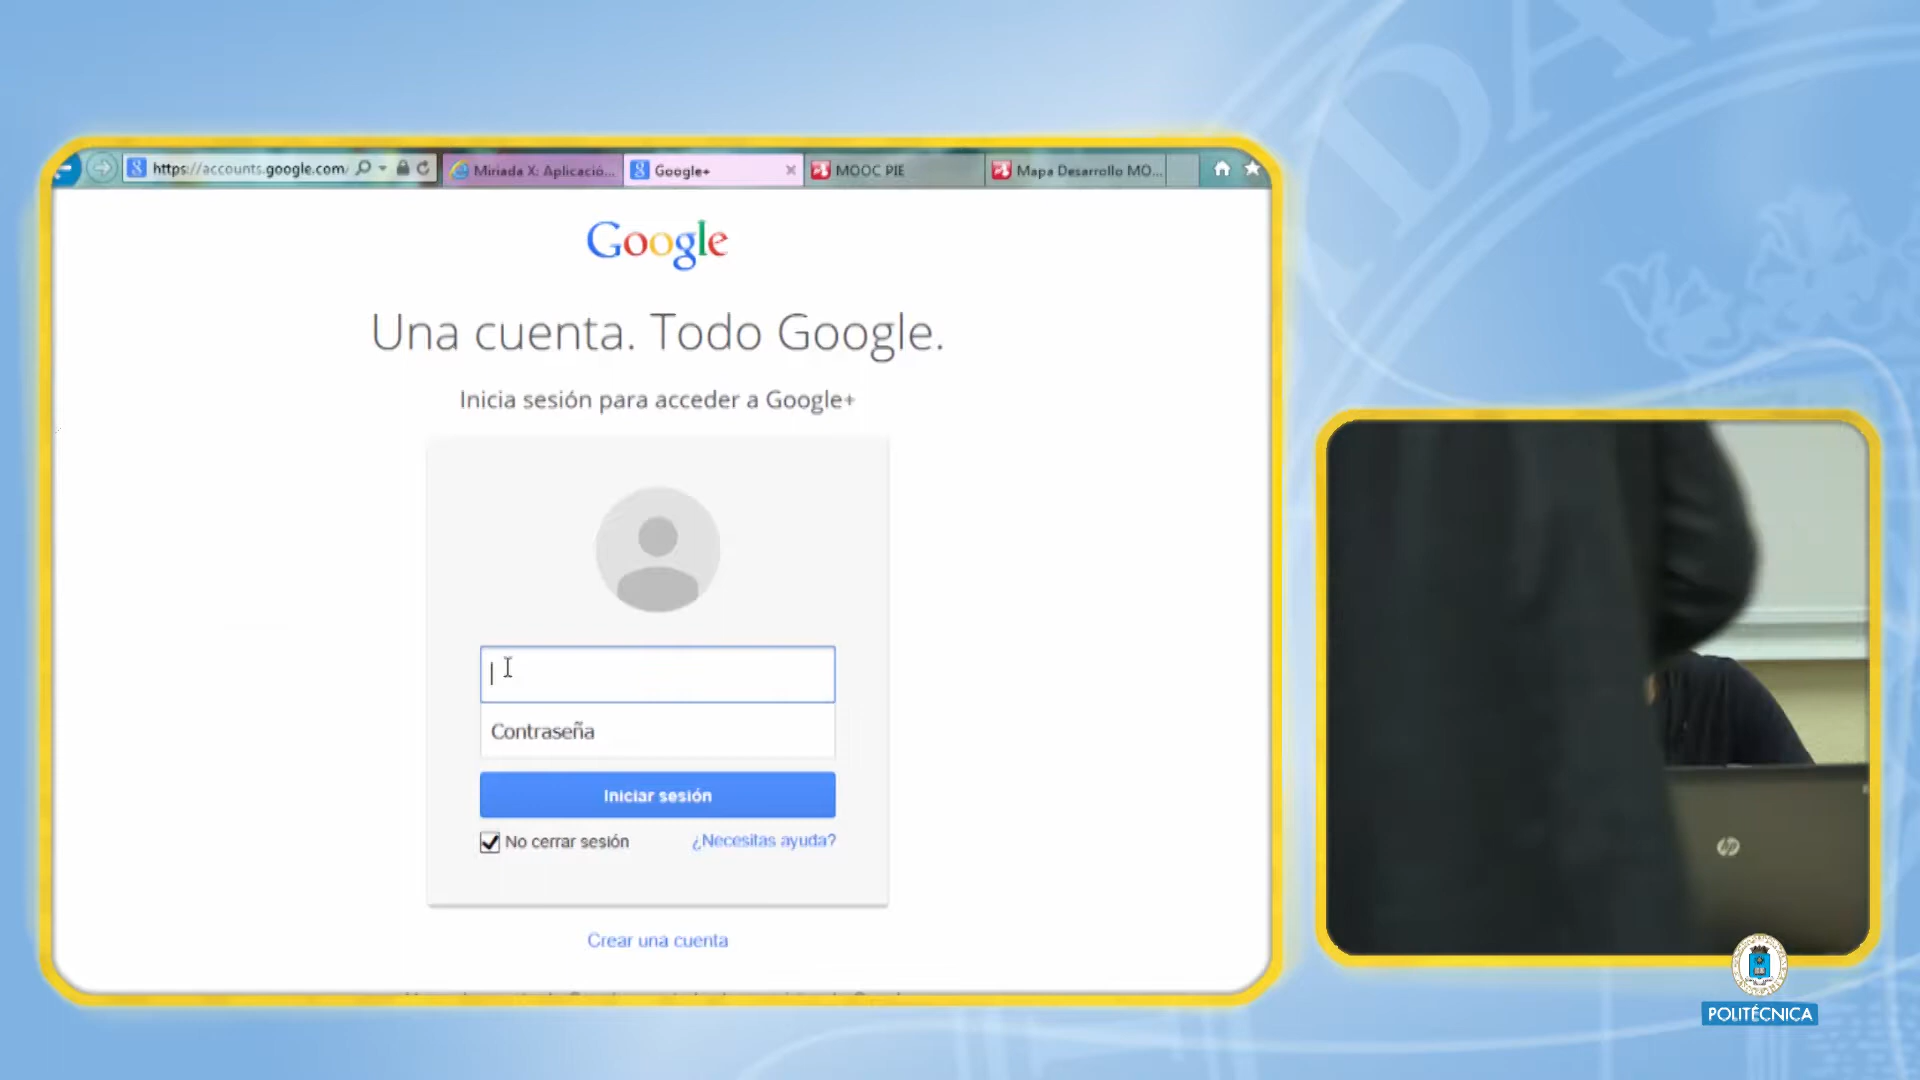 https://accounts.google.com/
Miriada X: Aplicació...
Google+
MOOC PIE
Mapa Desarrollo MO...
Google
Una cuenta. Todo Google.
Inicia sesión para acceder a Google+
Contraseña
Iniciar sesión
No cerrar sesión
¿Necesitas ayuda?
Crear una cuenta
hp
POLITÉCNICA